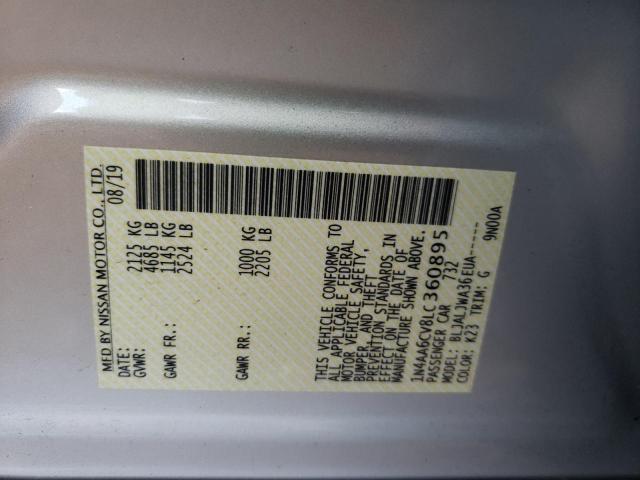 MFD BY NISSAN MOTOR CO., LTD.
DATE: 08/19
GVWR: 2125 KG
4685 LB
GAWR FR.: 1145 KG
2524 LB
GAWR RR.: 1000 KG
2205 LB
THIS VEHICLE CONFORMS TO
ALL APPLICABLE FEDERAL
MOTOR VEHICLE SAFETY,
BUMPER, AND THEFT
PREVENTION STANDARDS IN
EFFECT ON THE DATE OF
MANUFACTURE SHOWN ABOVE.
1N4AA6CV8LC360895
PASSENGER CAR 732
MODEL: BLJALJWA36EUA-----
COLOR: K23 TRIM: G 9N00A